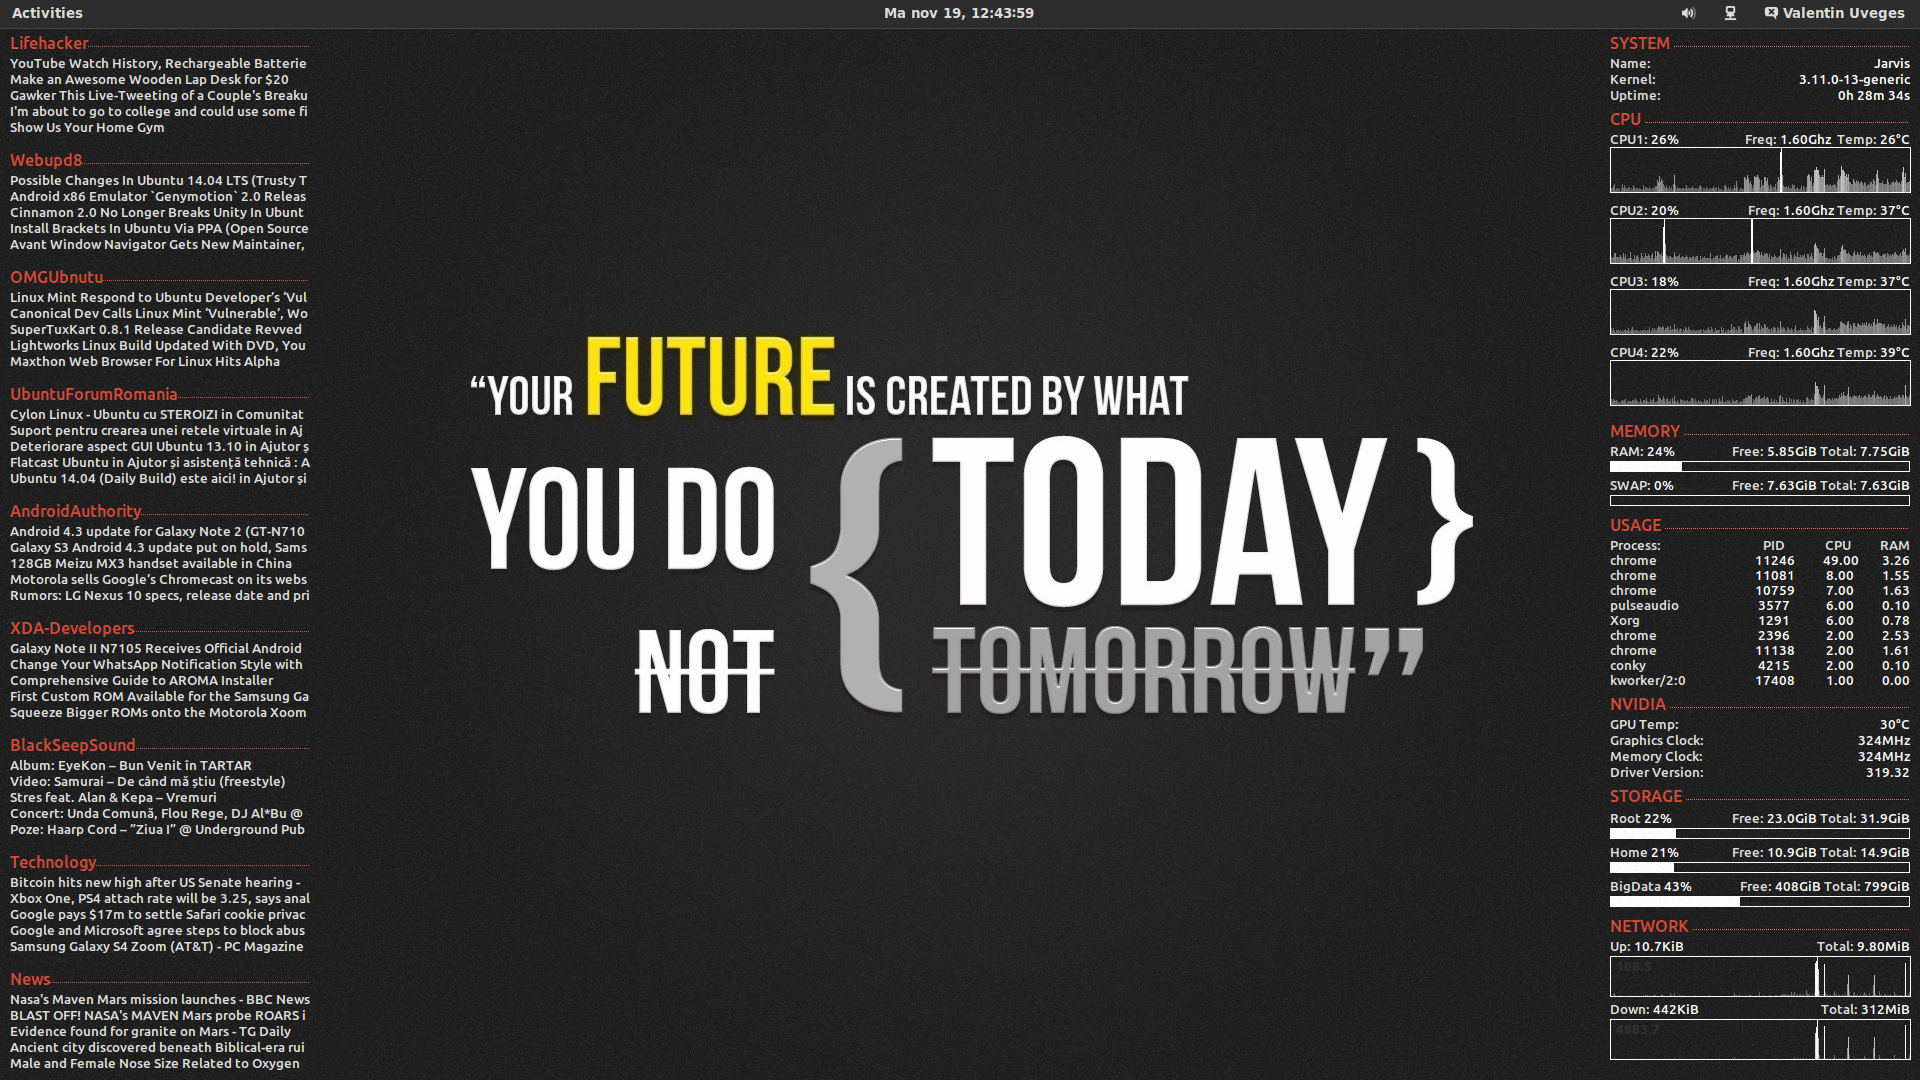 Activities
Ma nov 19, 12:43:59
Valentin Uveges
Lifehacker
YouTube Watch History, Rechargeable Batterie
Make an Awesome Wooden Lap Desk for $20
Gawker This Live-Tweeting of a Couple's Breaku
I'm about to go to college and could use some fi
Show Us Your Home Gym
Webupd8
Possible Changes In Ubuntu 14.04 LTS (Trusty T
Android x86 Emulator `Genymotion` 2.0 Releas
Cinnamon 2.0 No Longer Breaks Unity In Ubunt
Install Brackets In Ubuntu Via PPA (Open Source
Avant Window Navigator Gets New Maintainer,
OMGUbnutu
Linux Mint Respond to Ubuntu Developer’s ‘Vul
Canonical Dev Calls Linux Mint ‘Vulnerable’, Wo
SuperTuxKart 0.8.1 Release Candidate Revved
Lightworks Linux Build Updated With DVD, You
Maxthon Web Browser For Linux Hits Alpha
UbuntuForumRomania
Cylon Linux - Ubuntu cu STEROIZI in Comunitat
Suport pentru crearea unei retele virtuale in Aj
Deteriorare aspect GUI Ubuntu 13.10 in Ajutor ș
Flatcast Ubuntu in Ajutor și asistență tehnică : A
Ubuntu 14.04 (Daily Build) este aici! in Ajutor și
AndroidAuthority
Android 4.3 update for Galaxy Note 2 (GT-N710
Galaxy S3 Android 4.3 update put on hold, Sams
128GB Meizu MX3 handset available in China
Motorola sells Google’s Chromecast on its webs
Rumors: LG Nexus 10 specs, release date and pri
XDA-Developers
Galaxy Note II N7105 Receives Official Android
Change Your WhatsApp Notification Style with
Comprehensive Guide to AROMA Installer
First Custom ROM Available for the Samsung Ga
Squeeze Bigger ROMs onto the Motorola Xoom
BlackSeepSound
Album: EyeKon – Bun Venit în TARTAR
Video: Samurai – De când mă știu (freestyle)
Stres feat. Alan & Kepa – Vremuri
Concert: Unda Comună, Flou Rege, DJ Al*Bu @
Poze: Haarp Cord – ”Ziua I” @ Underground Pub
Technology
Bitcoin hits new high after US Senate hearing -
Xbox One, PS4 attach rate will be 3.25, says anal
Google pays $17m to settle Safari cookie privac
Google and Microsoft agree steps to block abus
Samsung Galaxy S4 Zoom (AT&T) - PC Magazine
News
Nasa's Maven Mars mission launches - BBC News
BLAST OFF! NASA's MAVEN Mars probe ROARS i
Evidence found for granite on Mars - TG Daily
Ancient city discovered beneath Biblical-era rui
Male and Female Nose Size Related to Oxygen
“YOUR FUTURE IS CREATED BY WHAT
YOU DO { TODAY }
NOT TOMORROW”
SYSTEM
Name: Jarvis
Kernel: 3.11.0-13-generic
Uptime: 0h 28m 34s
CPU
CPU1: 26% Freq: 1.60Ghz Temp: 26°C
CPU2: 20% Freq: 1.60Ghz Temp: 37°C
CPU3: 18% Freq: 1.60Ghz Temp: 37°C
CPU4: 22% Freq: 1.60Ghz Temp: 39°C
MEMORY
RAM: 24% Free: 5.85GiB Total: 7.75GiB
SWAP: 0% Free: 7.63GiB Total: 7.63GiB
USAGE
Process: PID CPU RAM
chrome 11246 49.00 3.26
chrome 11081 8.00 1.55
chrome 10759 7.00 1.63
pulseaudio 3577 6.00 0.10
Xorg 1291 6.00 0.78
chrome 2396 2.00 2.53
chrome 11138 2.00 1.61
conky 4215 2.00 0.10
kworker/2:0 17408 1.00 0.00
NVIDIA
GPU Temp: 30°C
Graphics Clock: 324MHz
Memory Clock: 324MHz
Driver Version: 319.32
STORAGE
Root 22% Free: 23.0GiB Total: 31.9GiB
Home 21% Free: 10.9GiB Total: 14.9GiB
BigData 43% Free: 408GiB Total: 799GiB
NETWORK
Up: 10.7KiB Total: 9.80MiB
108.5
Down: 442KiB Total: 312MiB
4883.7